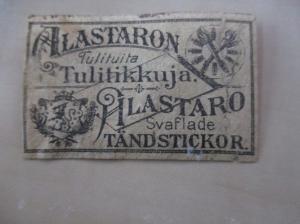 ALASTARON
Tulituita
Tulitikkuja.
ALASTARO
Svaflade
TÄNDSTICKOR.